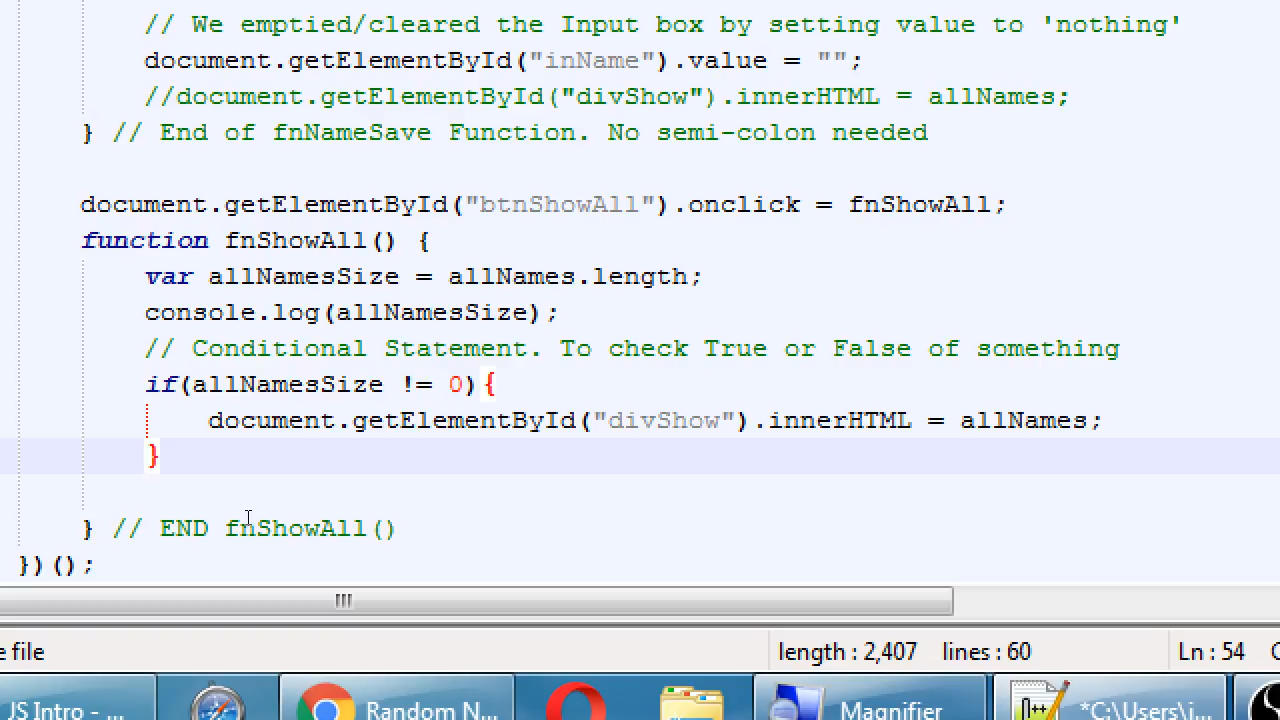 // We emptied/cleared the Input box by setting value to 'nothing'
document.getElementById("inName").value = "";
//document.getElementById("divShow").innerHTML = allNames;
} // End of fnNameSave Function. No semi-colon needed
document.getElementById("btnShowAll").onclick = fnShowAll;
function fnShowAll() {
var allNamesSize = allNames.length;
console.log(allNamesSize);
// Conditional Statement. To check True or False of something
if(allNamesSize != 0){
document.getElementById("divShow").innerHTML = allNames;
}
} // END fnShowAll()
})();
e file length : 2,407 lines : 60 Ln : 54 C
JS Intro - ... Random N... Magnifier *C:\Users\i...